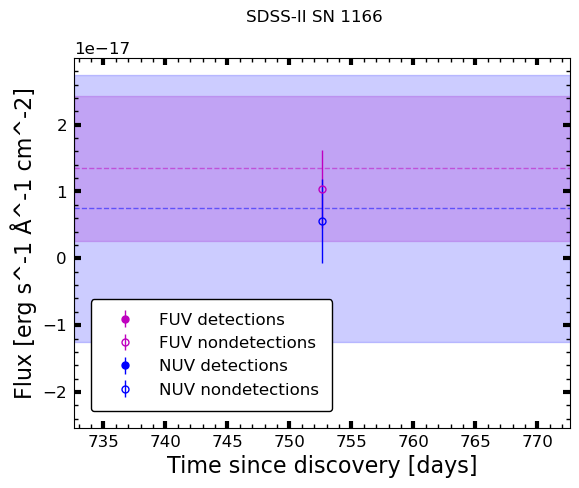 SDSS-II SN 1166
1e−17
2
1
0
−1
−2
Flux [erg s^-1 Å^-1 cm^-2]
FUV detections
FUV nondetections
NUV detections
NUV nondetections
735 740 745 750 755 760 765 770
Time since discovery [days]